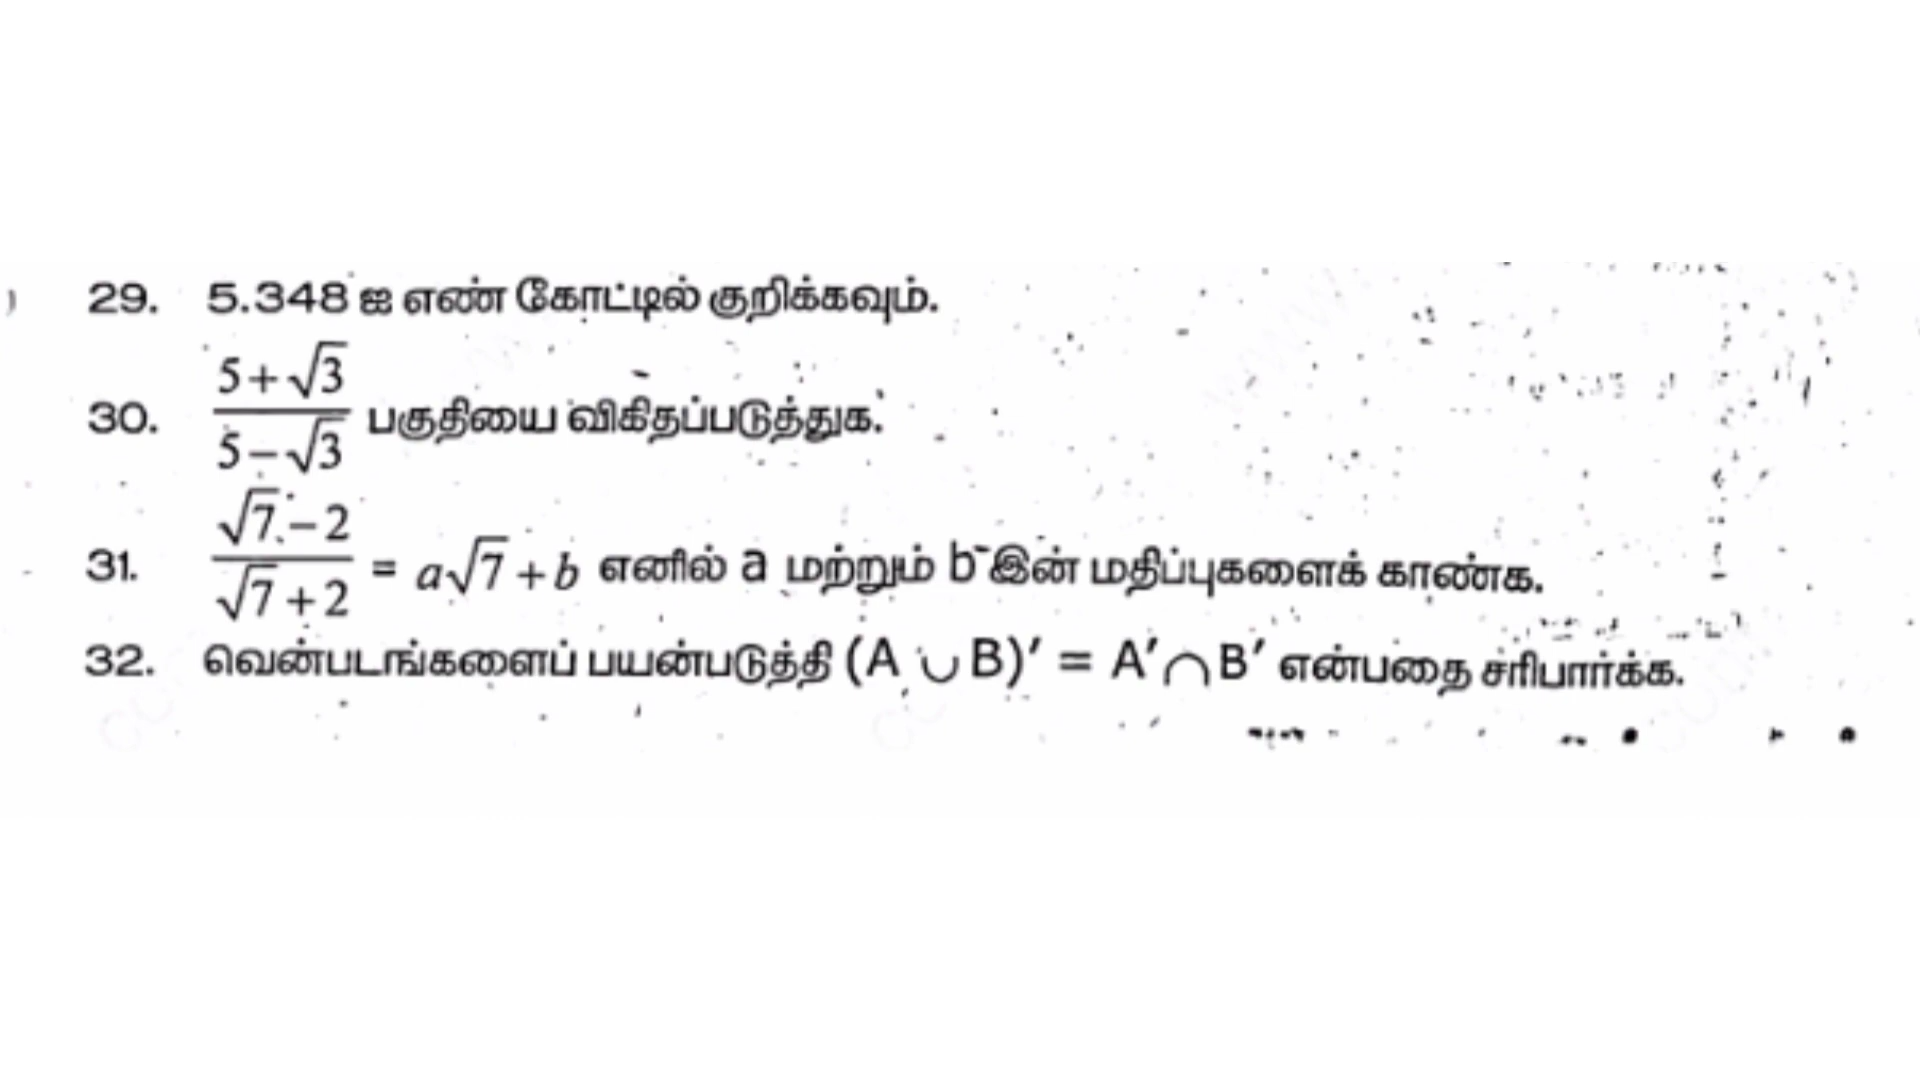 29. 5.348 ஐ எண் கோட்டில் குறிக்கவும்.
30. (5+√3)/(5−√3) பகுதியை விகிதப்படுத்துக.
31. (√7−2)/(√7+2) = a√7+b எனில் a மற்றும் b இன் மதிப்புகளைக் காண்க.
32. வென்படங்களைப் பயன்படுத்தி (A ∪ B)′ = A′∩B′ என்பதை சரிபார்க்க.